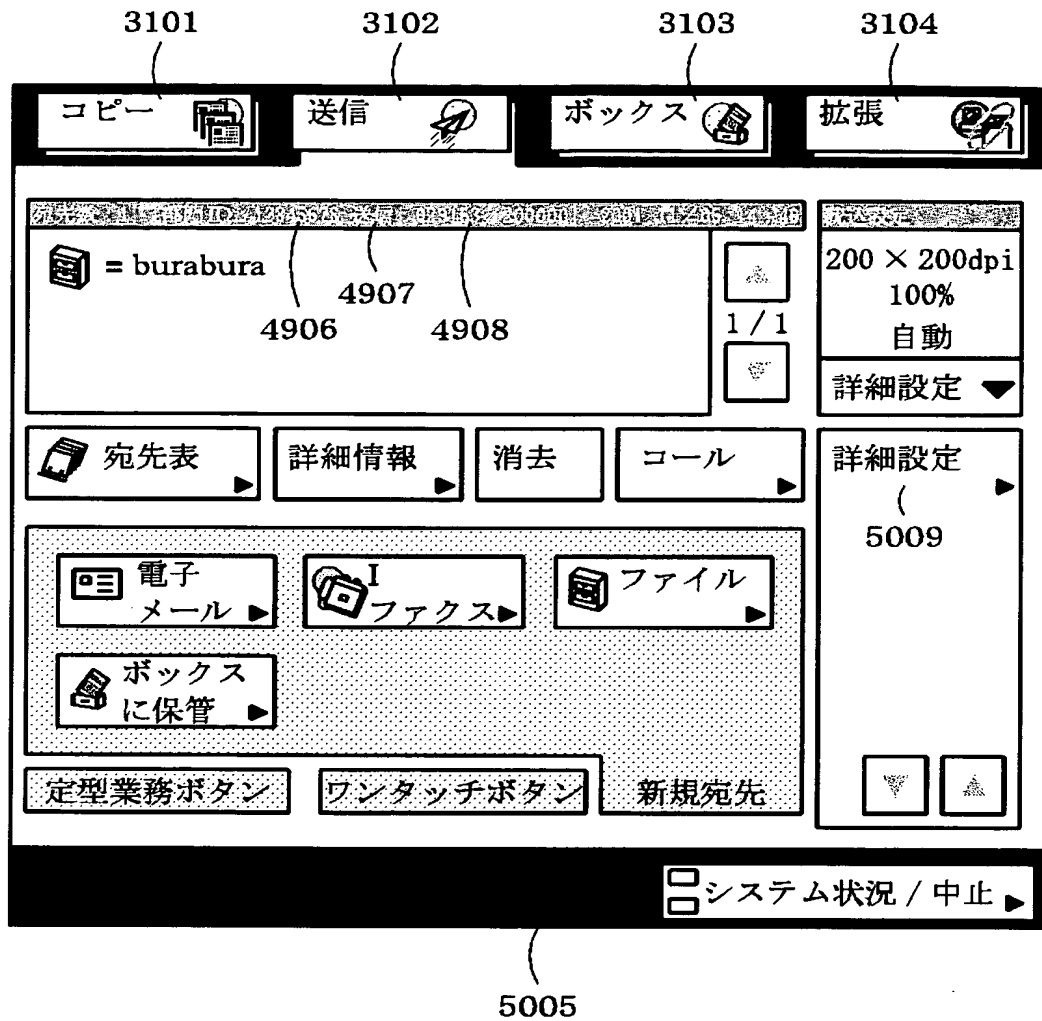 3101 3102 3103 3104
コピー 送信 ボックス 拡張
= burabura
4906 4907 4908
1 / 1
200 × 200dpi
100%
自動
詳細設定
宛先表 詳細情報 消去 コール
詳細設定
5009
電子
メール
I
ファクス
ファイル
ボックス
に保管
定型業務ボタン ワンタッチボタン 新規宛先
システム状況 / 中止
5005